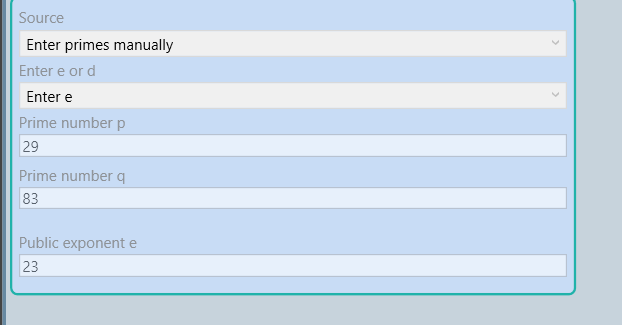 Source
Enter primes manually
Enter e or d
Enter e
Prime number p
29
Prime number q
83
Public exponent e
23